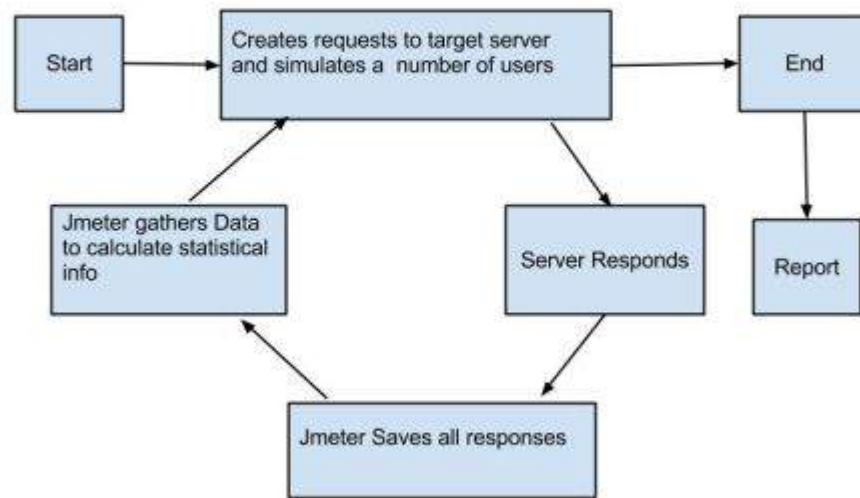 Start
Creates requests to target server
and simulates a  number of users
End
Jmeter gathers Data
to calculate statistical
info
Server Responds
Report
Jmeter Saves all responses